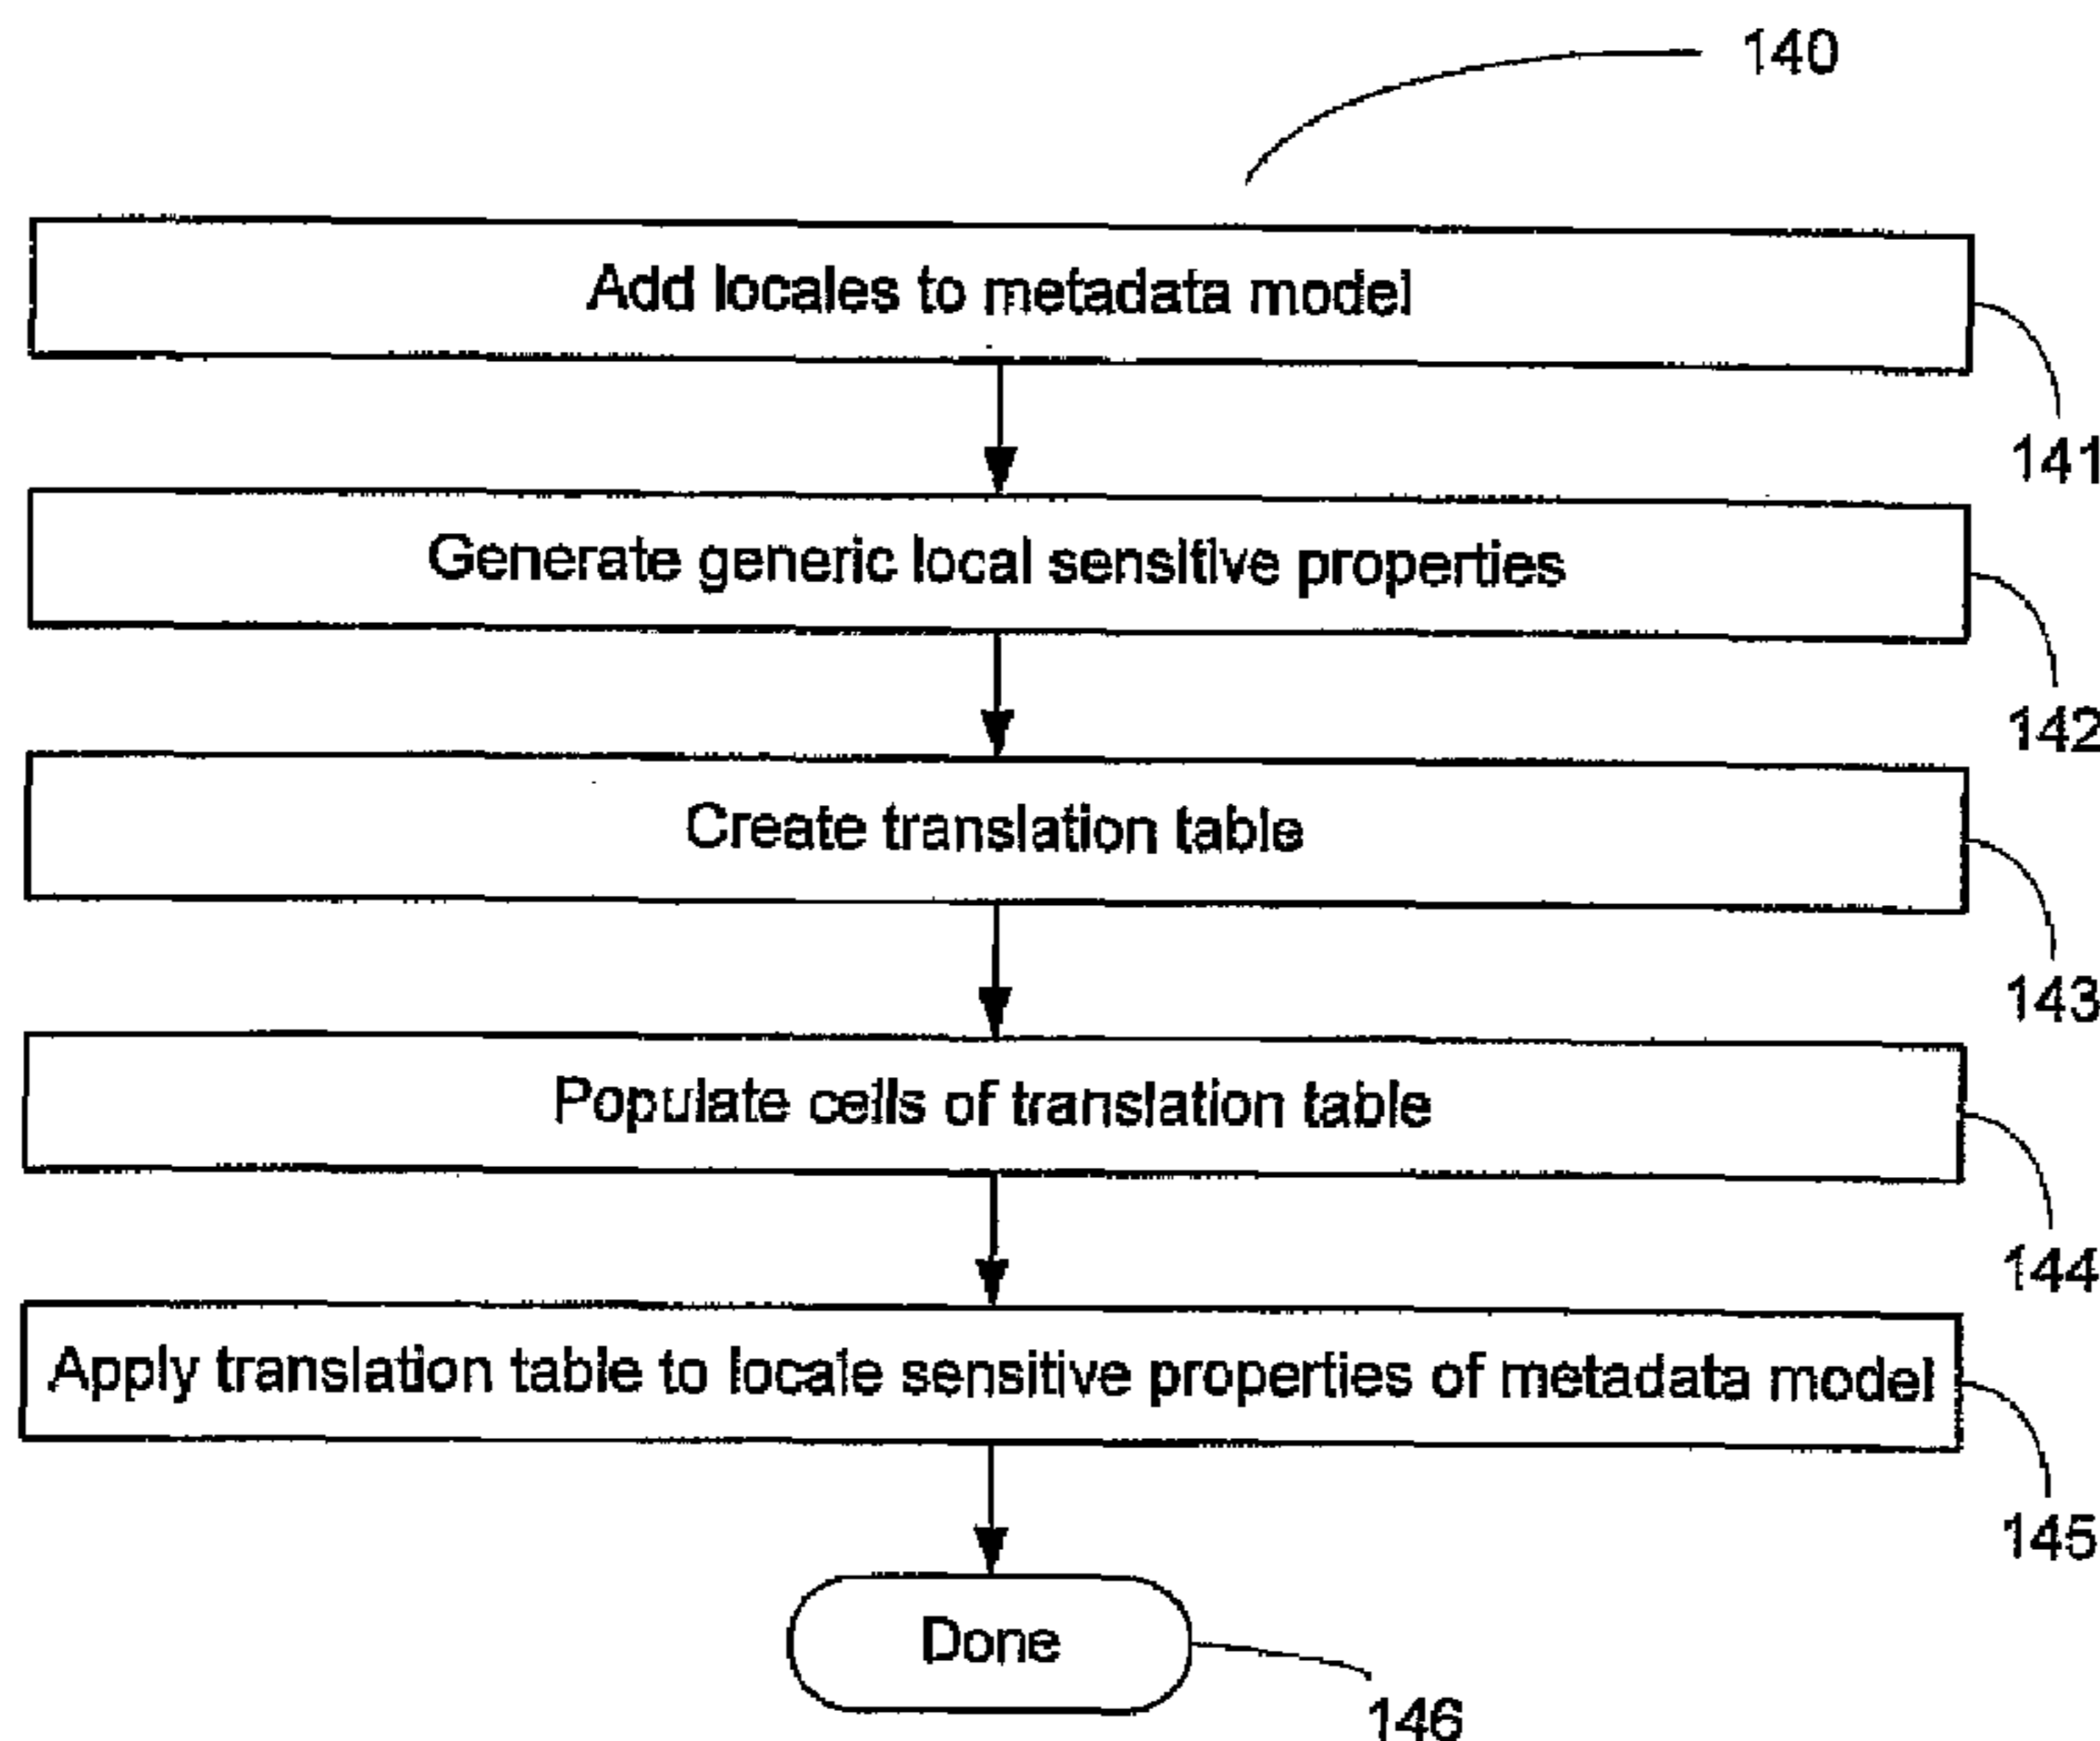 140
Add locales to metadata model
141
Generate generic local sensitive properties
142
Create translation table
143
Populate cells of translation table
144
Apply translation table to locale sensitive properties of metadata model
145
Done
146